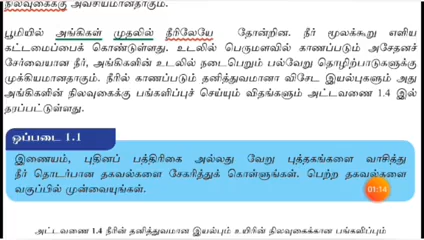 நிலவுகைக்கு அவசியமானதாகும்.
பூமியில் அங்கிகள் முதலில் நீரிலேயே தோன்றின. நீர் மூலக்கூறு எளிய
கட்டமைப்பைக் கொண்டுள்ளது. உடலில் பெருமளவில் காணப்படும் அசேதனச்
சேர்வையான நீர், அங்கிகளின் உடலில் நடைபெறும் பல்வேறு தொழிற்பாடுகளுக்கு
முக்கியமானதாகும். நீரில் காணப்படும் தனித்துவமானா விசேட இயல்புகளும் அது
அங்கிகளின் நிலவுகைக்கு பங்களிப்புச் செய்யும் விதங்களும் அட்டவணை 1.4 இல்
தரப்பட்டுள்ளது.
ஒப்படை 1.1
இணையம், புதினப் பத்திரிகை அல்லது வேறு புத்தகங்களை வாசித்து
நீர் தொடர்பான தகவல்களை சேகரித்துக் கொள்ளுங்கள். பெற்ற தகவல்களை
வகுப்பில் முன்வையுங்கள்.
01:14
அட்டவணை 1.4 நீரின் தனித்துவமான இயல்பும் உயிரின் நிலவுகைக்கான பங்களிப்பும்